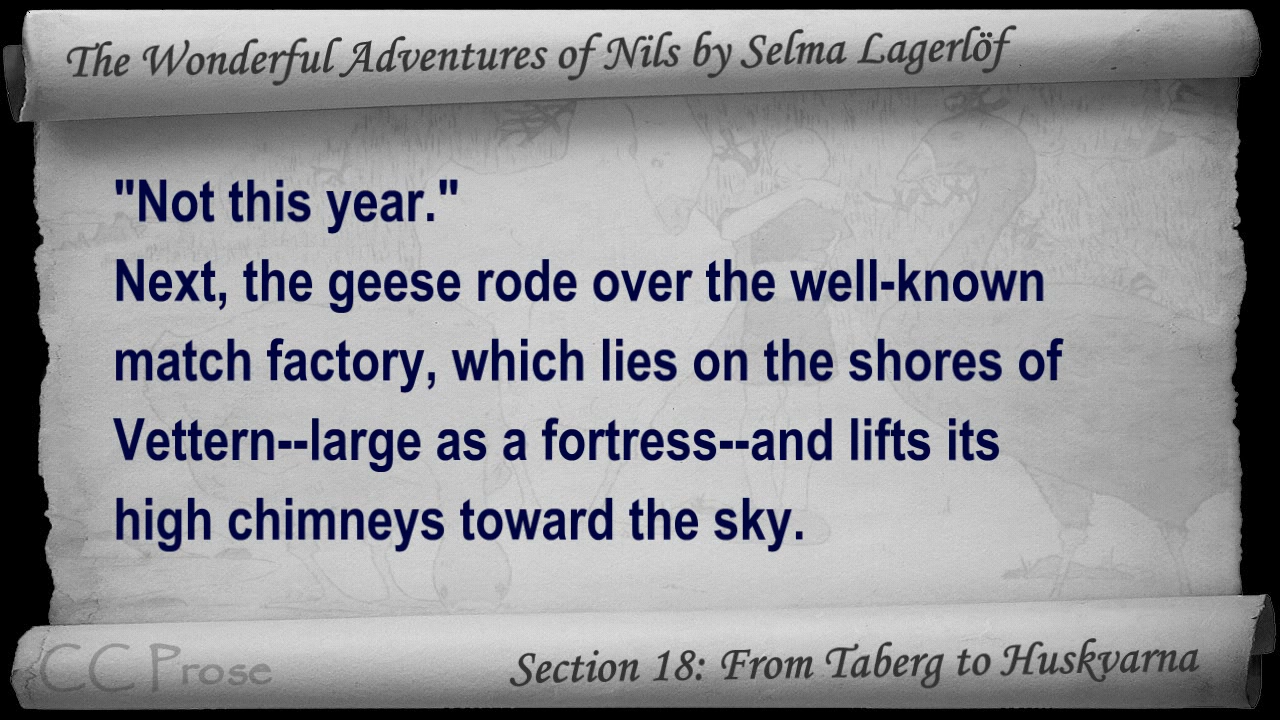 The Wonderful Adventures of Nils by Selma Lagerlöf
"Not this year."
Next, the geese rode over the well-known
match factory, which lies on the shores of
Vettern--large as a fortress--and lifts its
high chimneys toward the sky.
CC Prose
Section 18: From Taberg to Huskvarna